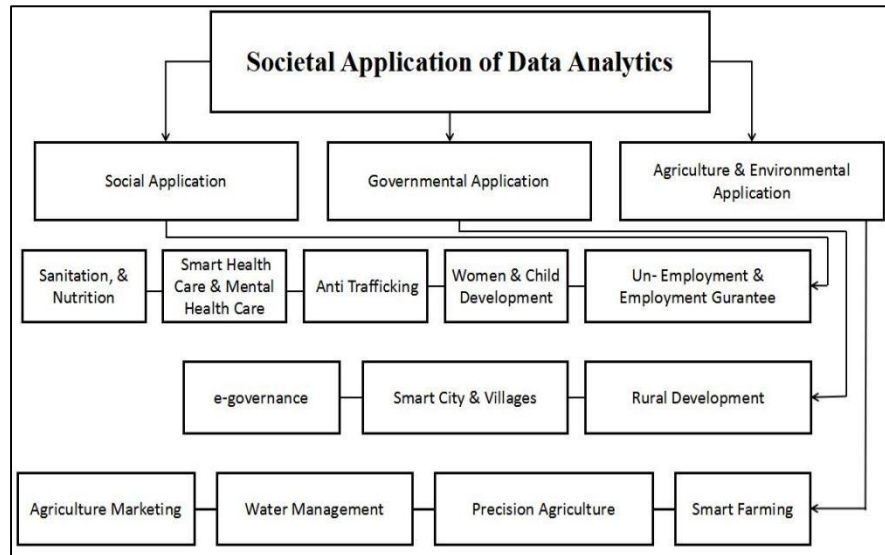 Societal Application of Data Analytics
Social Application
Governmental Application
Agriculture & Environmental
Application
Sanitation, &
Nutrition
Smart Health
Care & Mental
Health Care
Anti Trafficking
Women & Child
Development
Un- Employment &
Employment Gurantee
e-governance
Smart City & Villages
Rural Development
Agriculture Marketing
Water Management
Precision Agriculture
Smart Farming